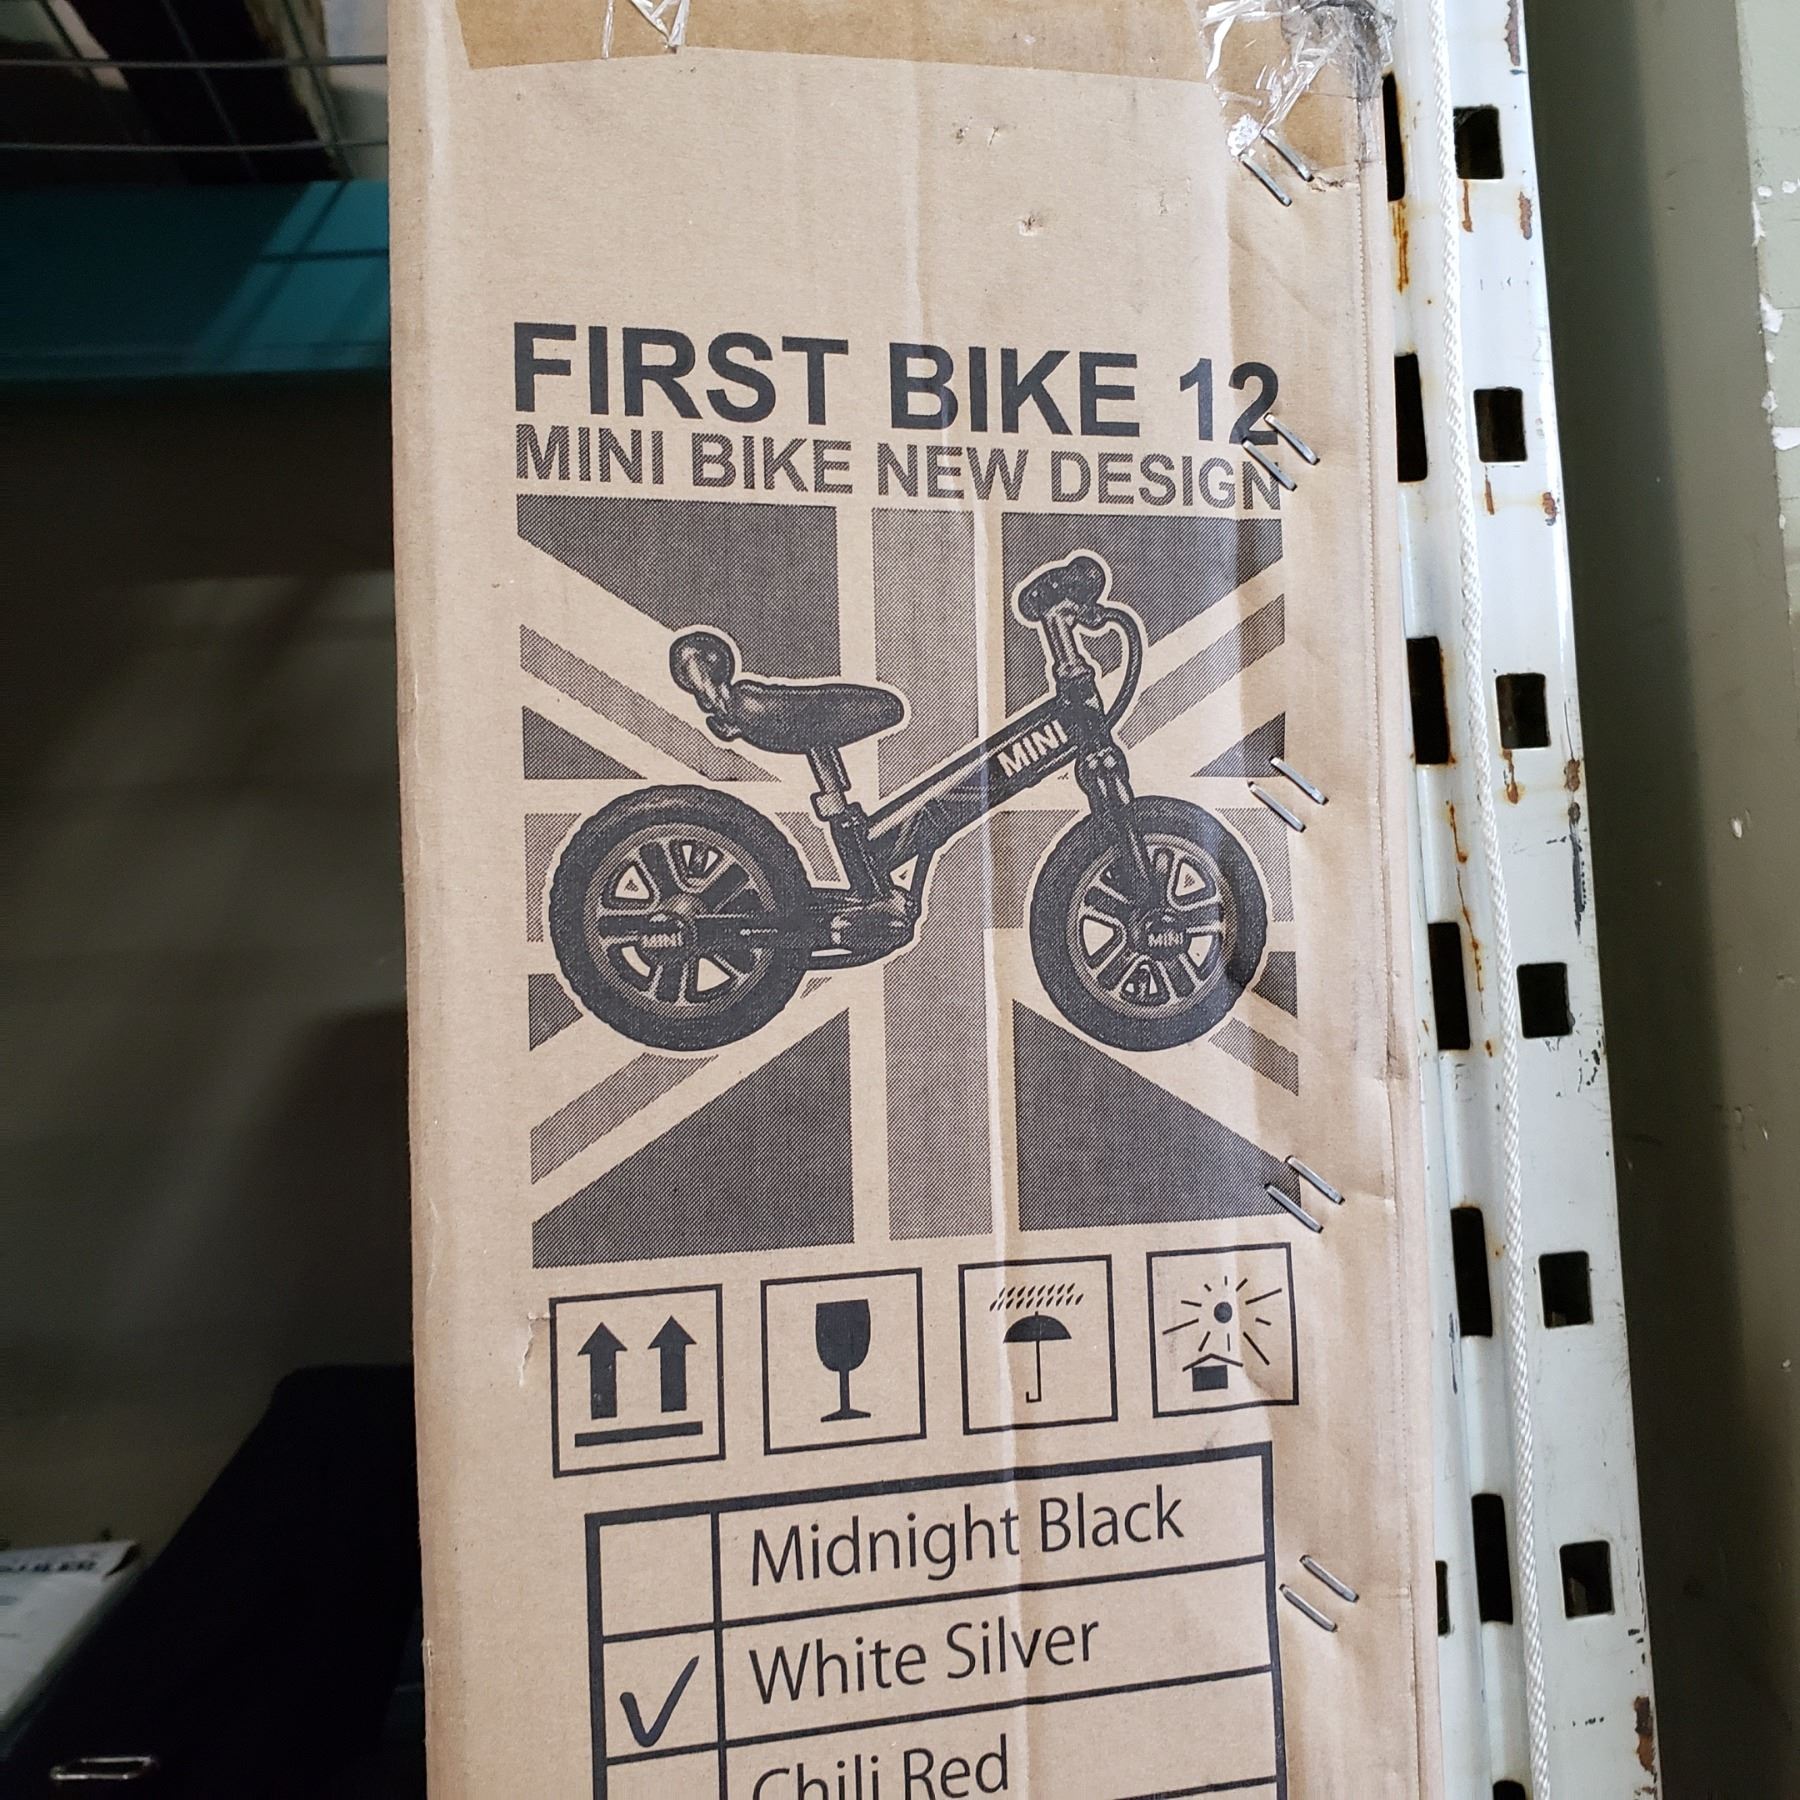 FIRST BIKE 12
MINI BIKE NEW DESIGN
MINI
MINI
MINI
Midnight Black
White Silver
Chili Red